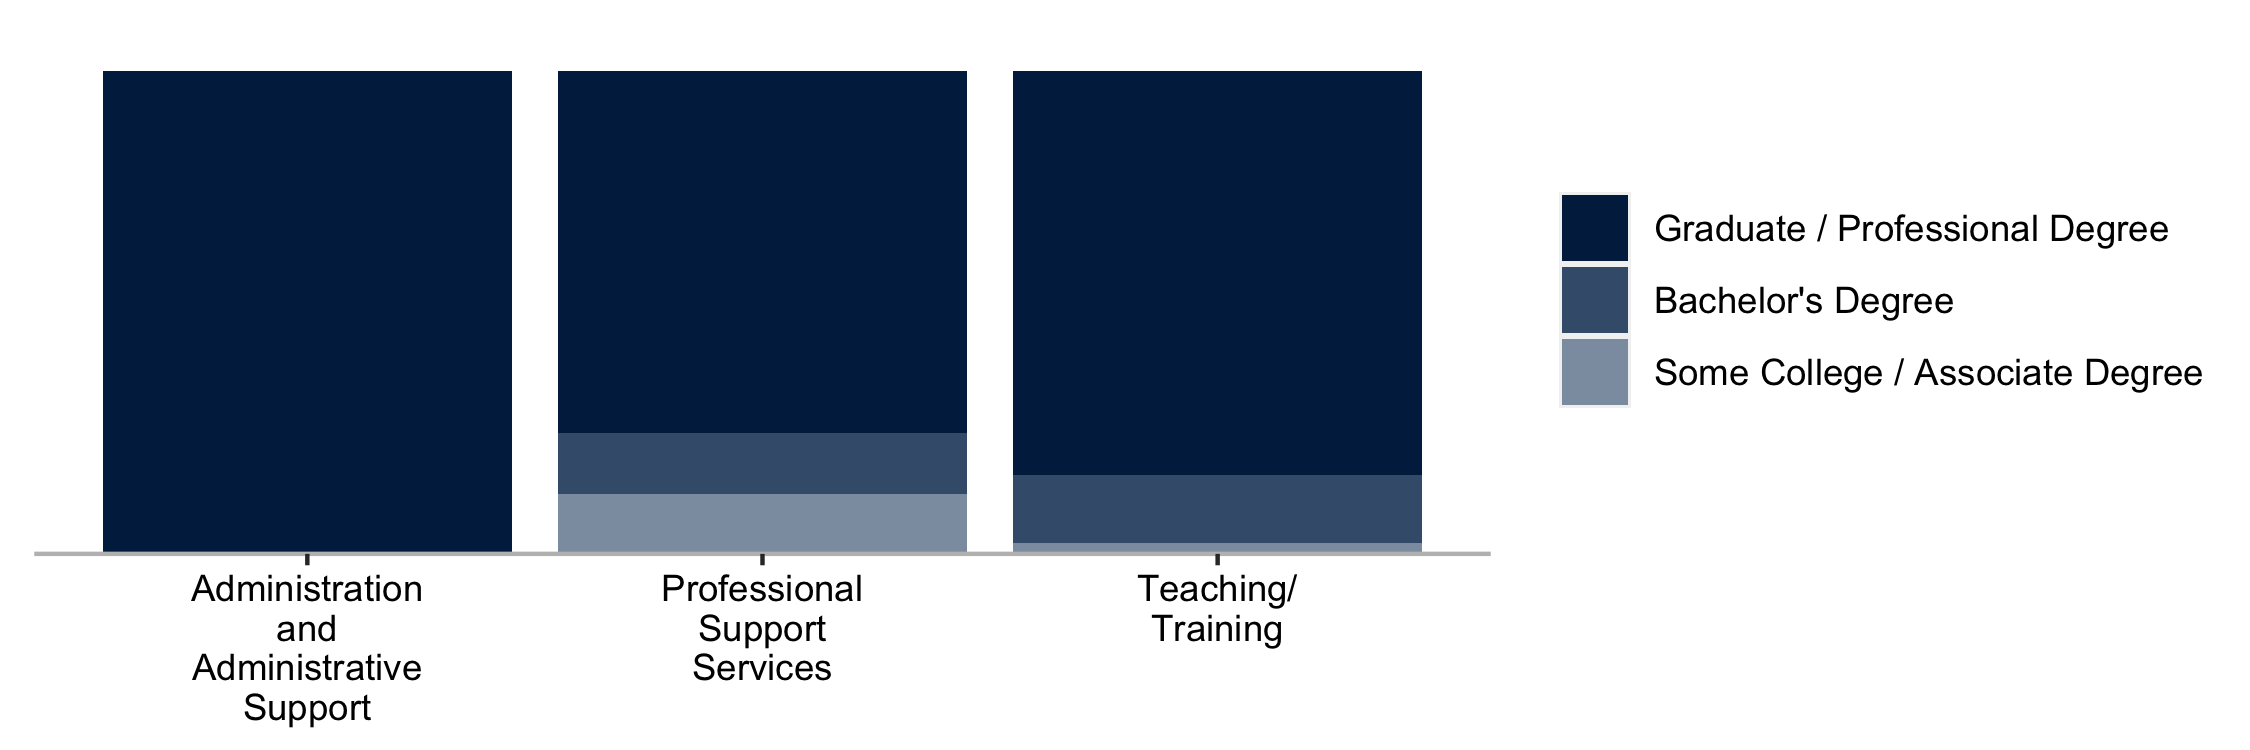 Graduate / Professional Degree
Bachelor's Degree
Some College / Associate Degree
Administration
and
Administrative
Support
Professional
Support
Services
Teaching/
Training